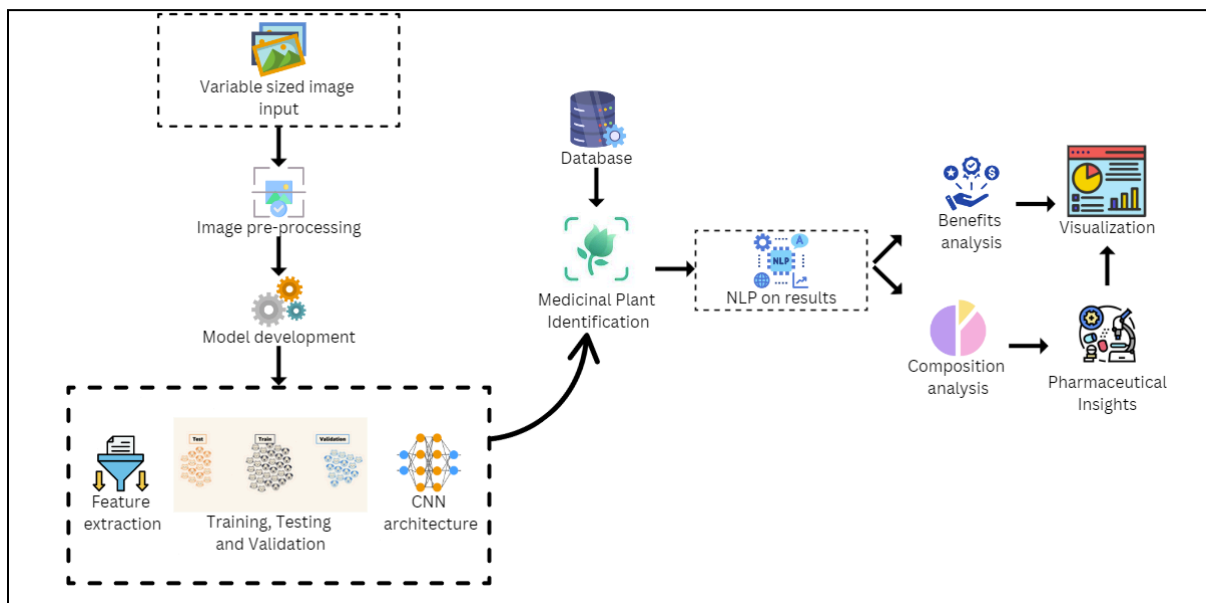 Variable sized image
input
Image pre-processing
Model development
Test
Train
Validation
Feature
extraction
Training, Testing
and Validation
CNN
architecture
Database
Medicinal Plant
Identification
A
NLP
NLP on results
$
Benefits
analysis
Visualization
Composition
analysis
Pharmaceutical
Insights